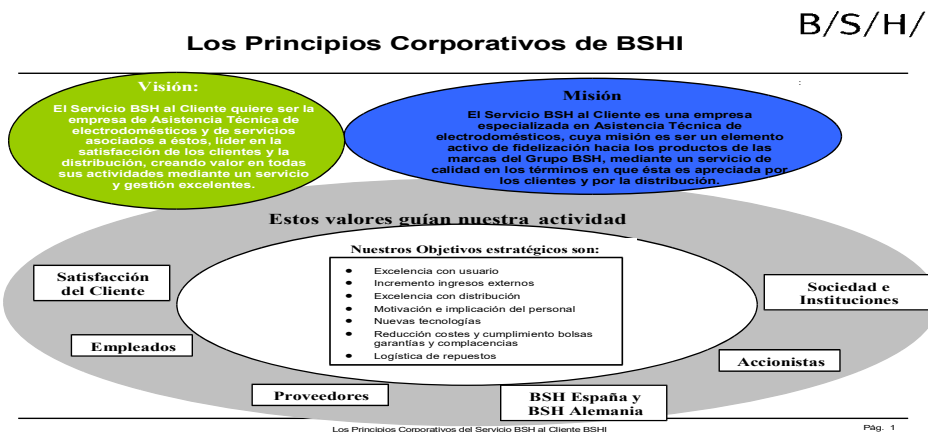 B/S/H/
Los Principios Corporativos de BSHI
Visión:
El Servicio BSH al Cliente quiere ser la
empresa de Asistencia Técnica de
electrodomésticos y de servicios
asociados a éstos, líder en la
satisfacción de los clientes y la
distribución, creando valor en todas
sus actividades mediante un servicio
y gestión excelentes.
:
Misión
El Servicio BSH al Cliente es una empresa
especializada en Asistencia Técnica de
electrodomésticos, cuya misión es ser un elemento
activo de fidelización hacia los productos de las
marcas del Grupo BSH, mediante un servicio de
calidad en los términos en que ésta es apreciada por
los clientes y por la distribución.
Estos valores guían nuestra actividad
Nuestros Objetivos estratégicos son:
● Excelencia con usuario
● Incremento ingresos externos
● Excelencia con distribución
● Motivación e implicación del personal
● Nuevas tecnologías
● Reducción costes y cumplimiento bolsas
garantías y complacencias
● Logística de repuestos
Satisfacción
del Cliente
Empleados
Proveedores
BSH España y
BSH Alemania
Accionistas
Sociedad e
Instituciones
Los Principios Corporativos del Servicio BSH al Cliente BSHI
Pág. 1